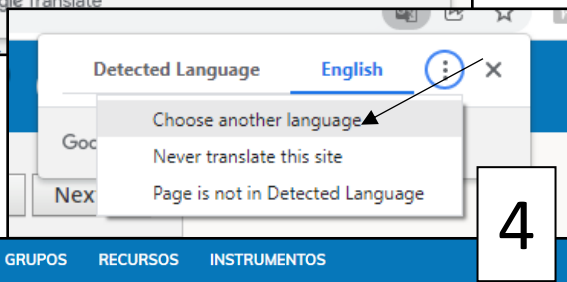 gle Translate
Detected Language English
Choose another language
Goo
Never translate this site
Nex
Page is not in Detected Language
4
GRUPOS RECURSOS INSTRUMENTOS